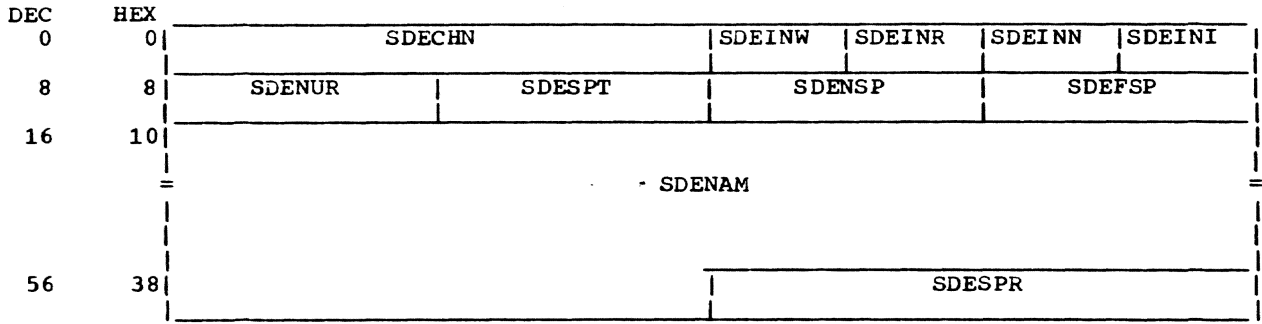 DEC HEX
0 0 SDECHN SDEINW SDEINR SDEINN SDEINI
8 8 SDENUR SDESPT SDENSP SDEFSP
16 10
= SDENAM =
56 38 SDESPR